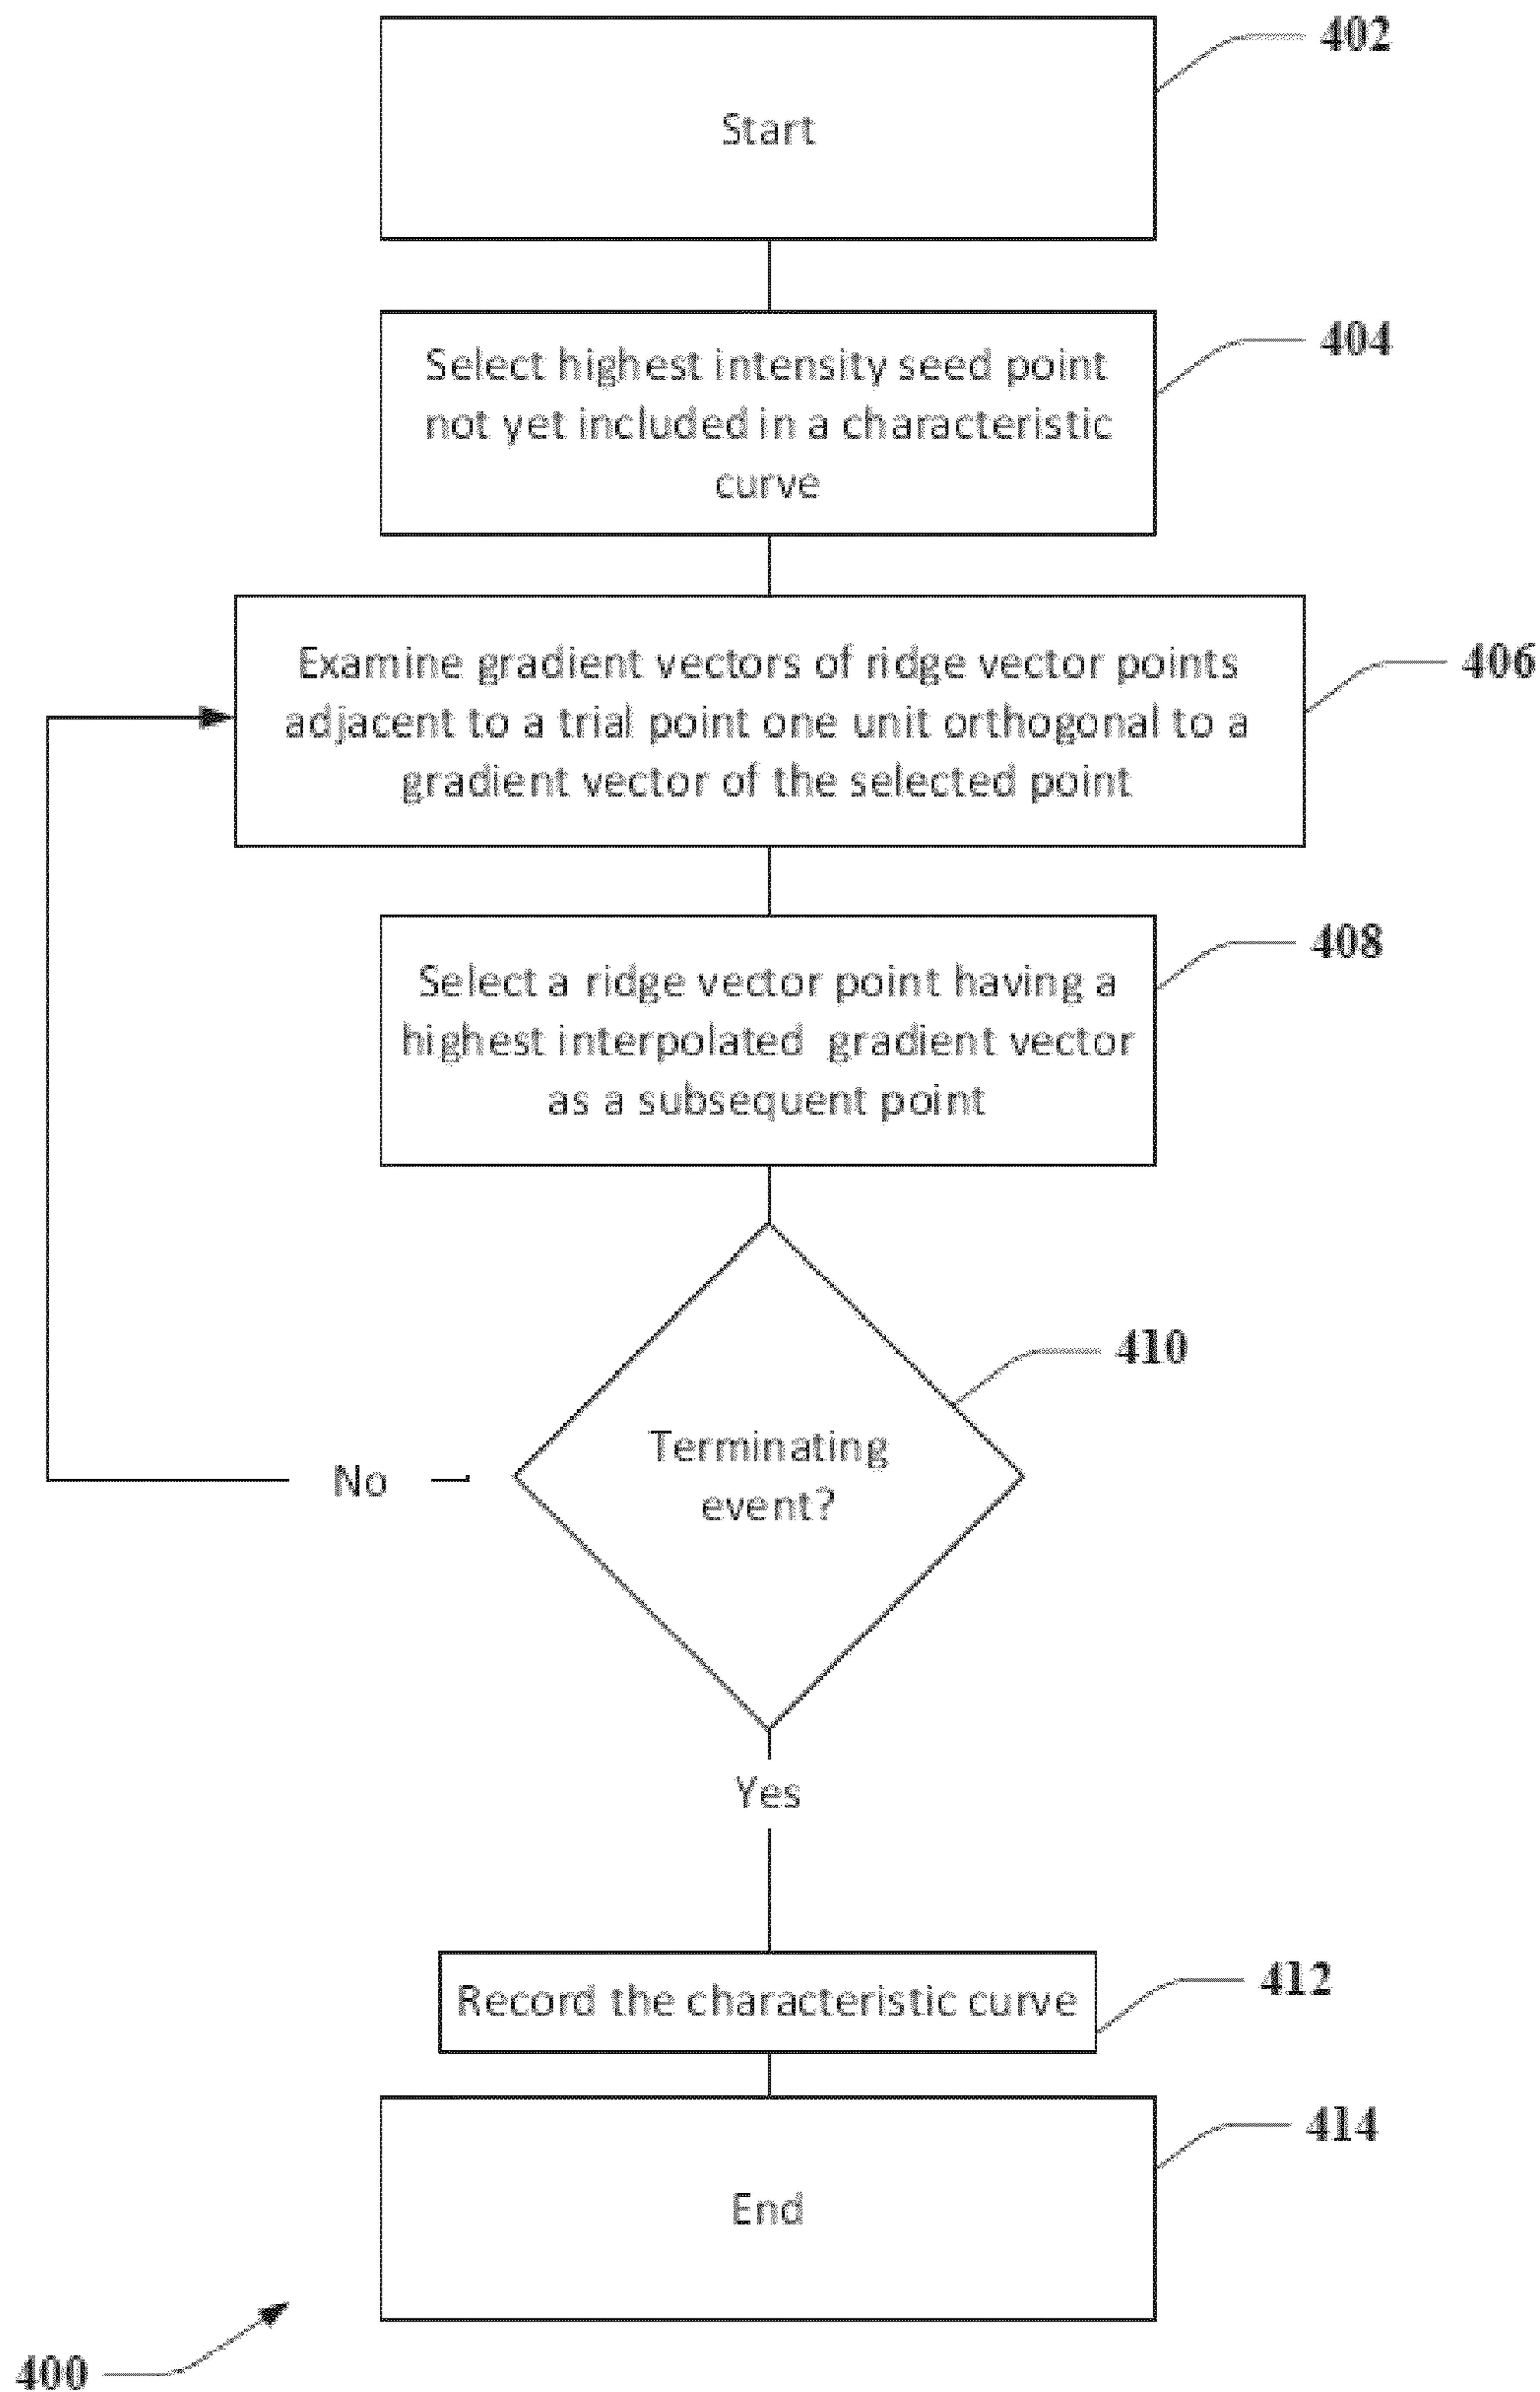 402
Start
404
Select highest intensity seed point
not yet included in a characteristic
curve
406
Examine gradient vectors of ridge vector points
adjacent to a trial point one unit orthogonal to a
gradient vector of the selected point
408
Select a ridge vector point having a
highest interpolated gradient vector
as a subsequent point
410
Terminating
event?
No
Yes
412
Record the characteristic curve
414
End
400